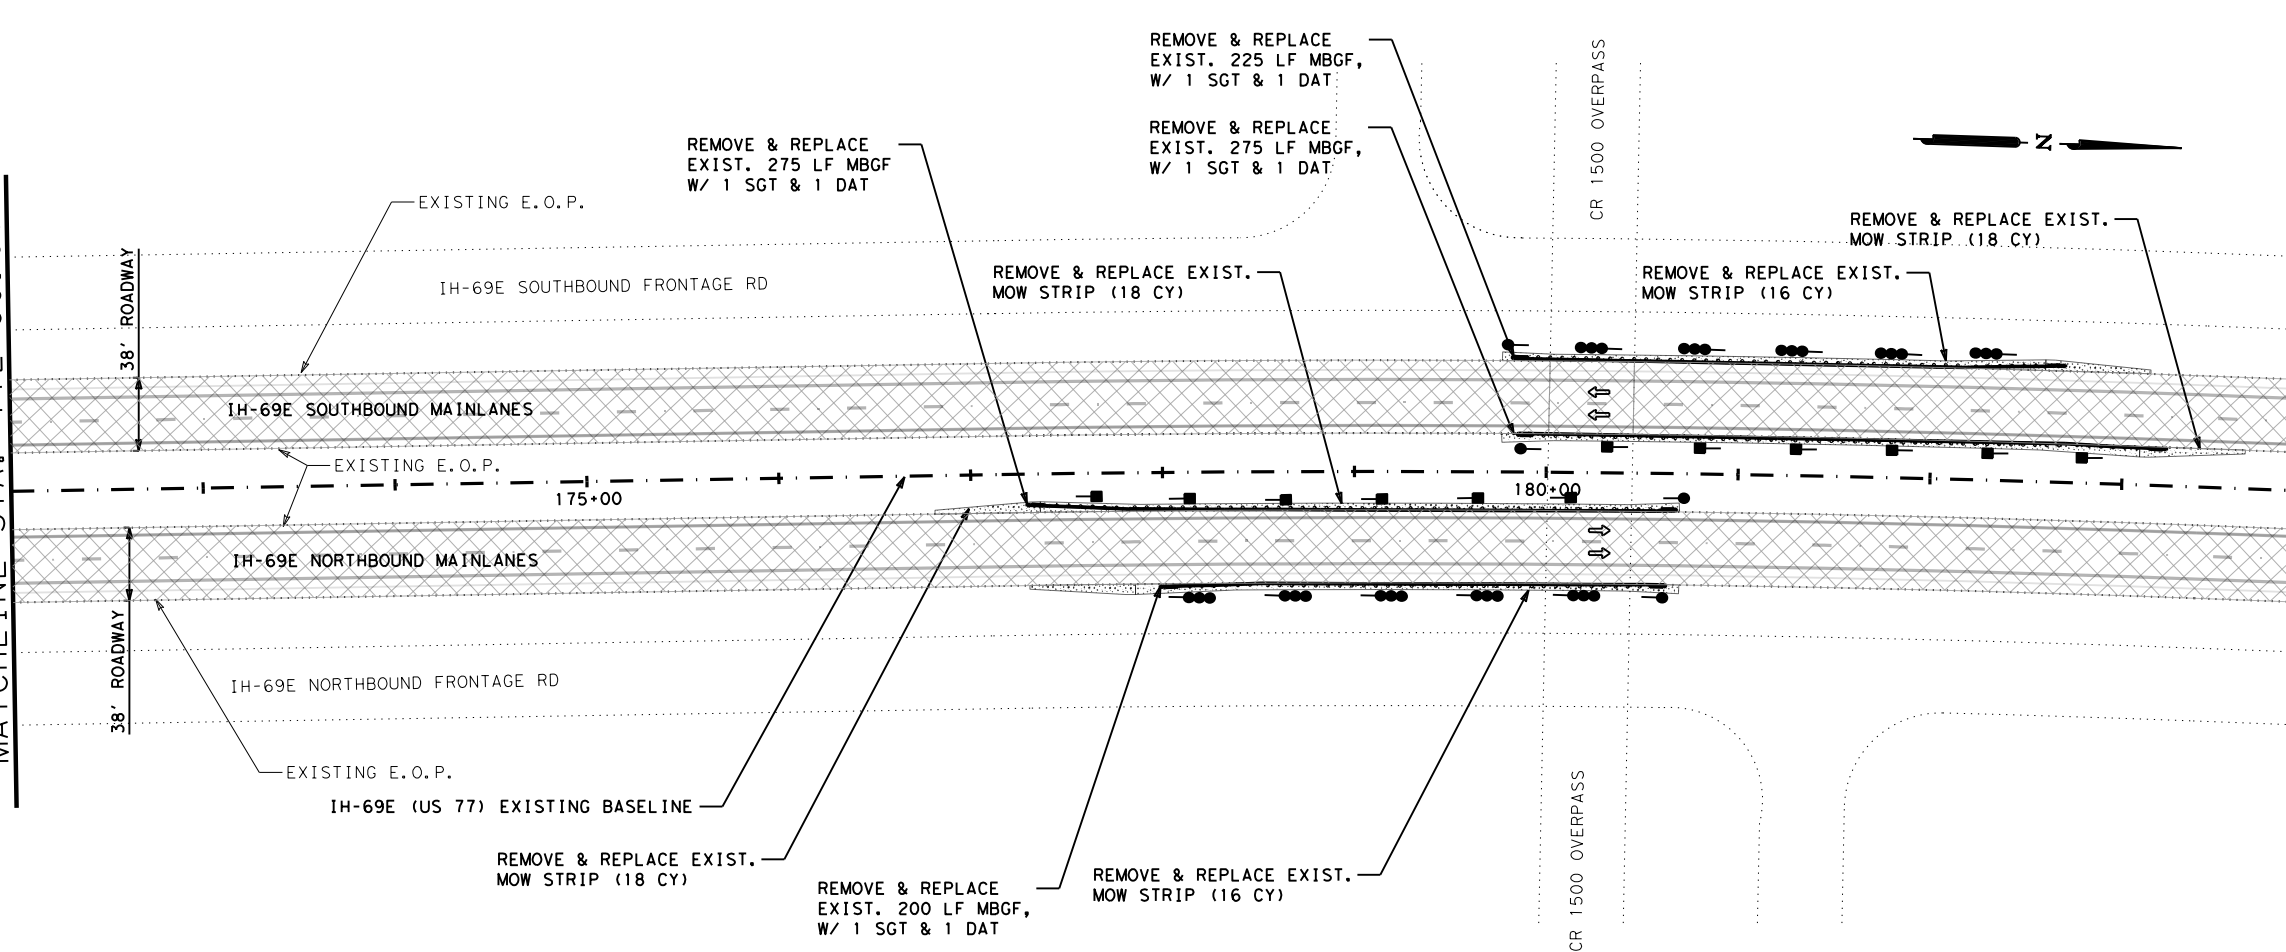 REMOVE & REPLACE
EXIST. 225 LF MBGF,
W/ 1 SGT & 1 DAT
REMOVE & REPLACE
EXIST. 275 LF MBGF,
W/ 1 SGT & 1 DAT
CR 1500 OVERPASS
N
REMOVE & REPLACE
EXIST. 275 LF MBGF
W/ 1 SGT & 1 DAT
EXISTING E.O.P.
REMOVE & REPLACE EXIST.
MOW STRIP (18 CY)
REMOVE & REPLACE EXIST.
MOW STRIP (18 CY)
REMOVE & REPLACE EXIST.
MOW STRIP (16 CY)
38' ROADWAY
IH-69E SOUTHBOUND FRONTAGE RD
IH-69E SOUTHBOUND MAINLANES
EXISTING E.O.P.
175+00
180+00
IH-69E NORTHBOUND MAINLANES
38' ROADWAY
IH-69E NORTHBOUND FRONTAGE RD
EXISTING E.O.P.
IH-69E (US 77) EXISTING BASELINE
REMOVE & REPLACE EXIST.
MOW STRIP (18 CY)
REMOVE & REPLACE
EXIST. 200 LF MBGF,
W/ 1 SGT & 1 DAT
REMOVE & REPLACE EXIST.
MOW STRIP (16 CY)
CR 1500 OVERPASS